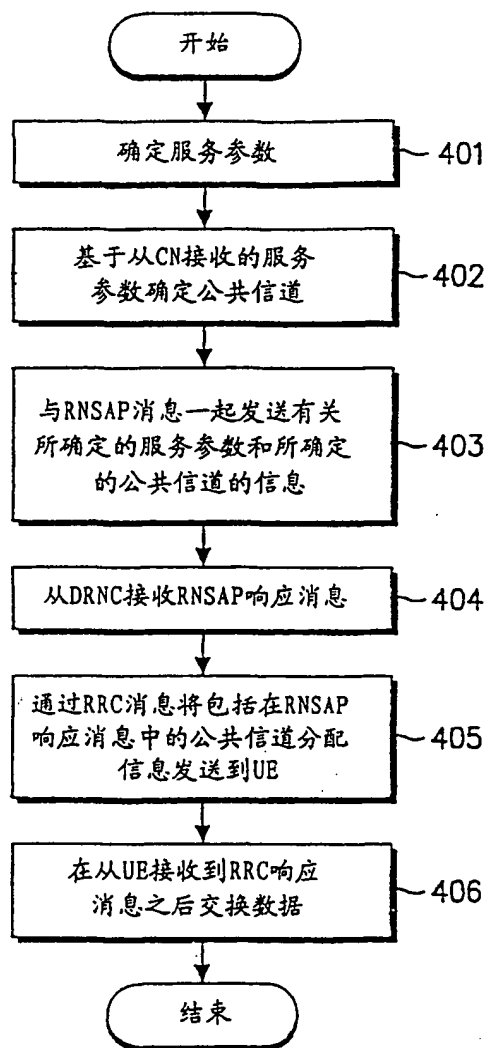 开始
确定服务参数
401
基于从CN接收的服务
参数确定公共信道
402
与RNSAP消息一起发送有关
所确定的服务参数和所确定
的公共信道的信息
403
从DRNC接收RNSAP响应消息
404
通过RRC消息将包括在RNSAP
响应消息中的公共信道分配
信息发送到UE
405
在从UE接收到RRC响应
消息之后交换数据
406
结束